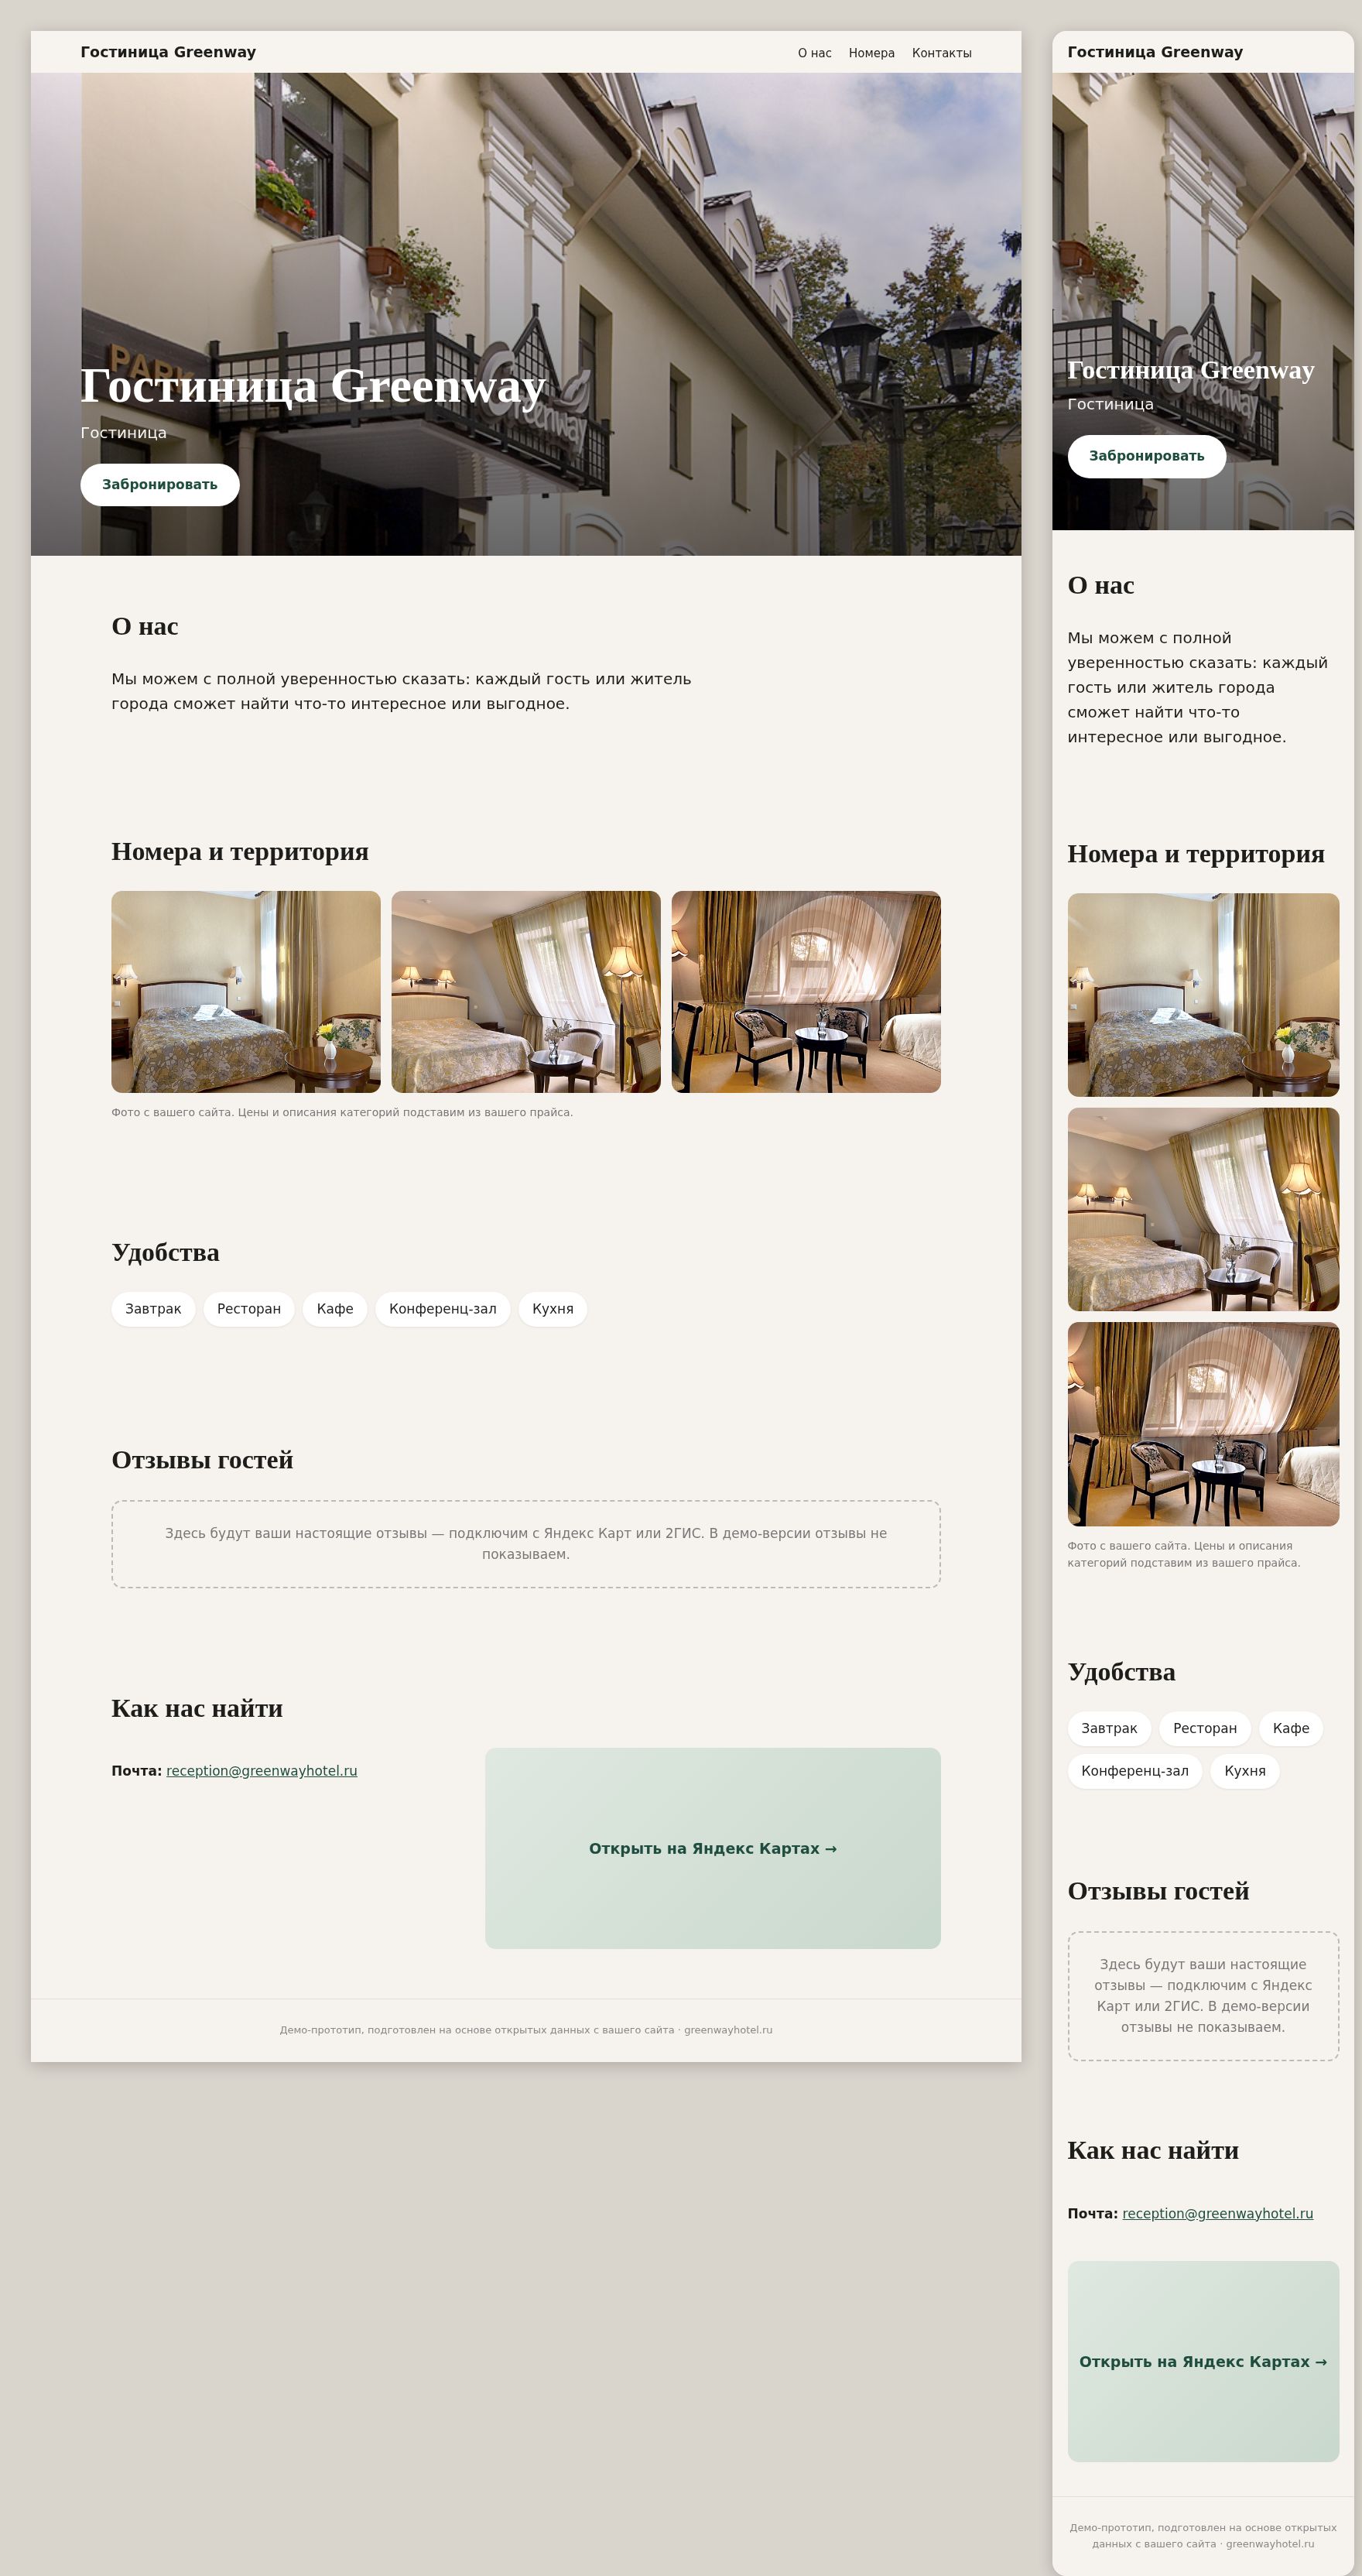 Гостиница Greenway
О нас Номера Контакты
PARK
Greenway
Гостиница Greenway
Гостиница
Забронировать
О нас
Мы можем с полной уверенностью сказать: каждый гость или житель
города сможет найти что-то интересное или выгодное.
Номера и территория
Фото с вашего сайта. Цены и описания категорий подставим из вашего прайса.
Удобства
Завтрак Ресторан Кафе Конференц-зал Кухня
Отзывы гостей
Здесь будут ваши настоящие отзывы — подключим с Яндекс Карт или 2ГИС. В демо-версии отзывы не
показываем.
Как нас найти
Почта: reception@greenwayhotel.ru
Открыть на Яндекс Картах →
Демо-прототип, подготовлен на основе открытых данных с вашего сайта · greenwayhotel.ru
Гостиница Greenway
Гостиница Greenway
Гостиница
Забронировать
О нас
Мы можем с полной
уверенностью сказать: каждый
гость или житель города
сможет найти что-то
интересное или выгодное.
Номера и территория
Фото с вашего сайта. Цены и описания
категорий подставим из вашего прайса.
Удобства
Завтрак Ресторан Кафе
Конференц-зал Кухня
Отзывы гостей
Здесь будут ваши настоящие
отзывы — подключим с Яндекс
Карт или 2ГИС. В демо-версии
отзывы не показываем.
Как нас найти
Почта: reception@greenwayhotel.ru
Открыть на Яндекс Картах →
Демо-прототип, подготовлен на основе открытых
данных с вашего сайта · greenwayhotel.ru